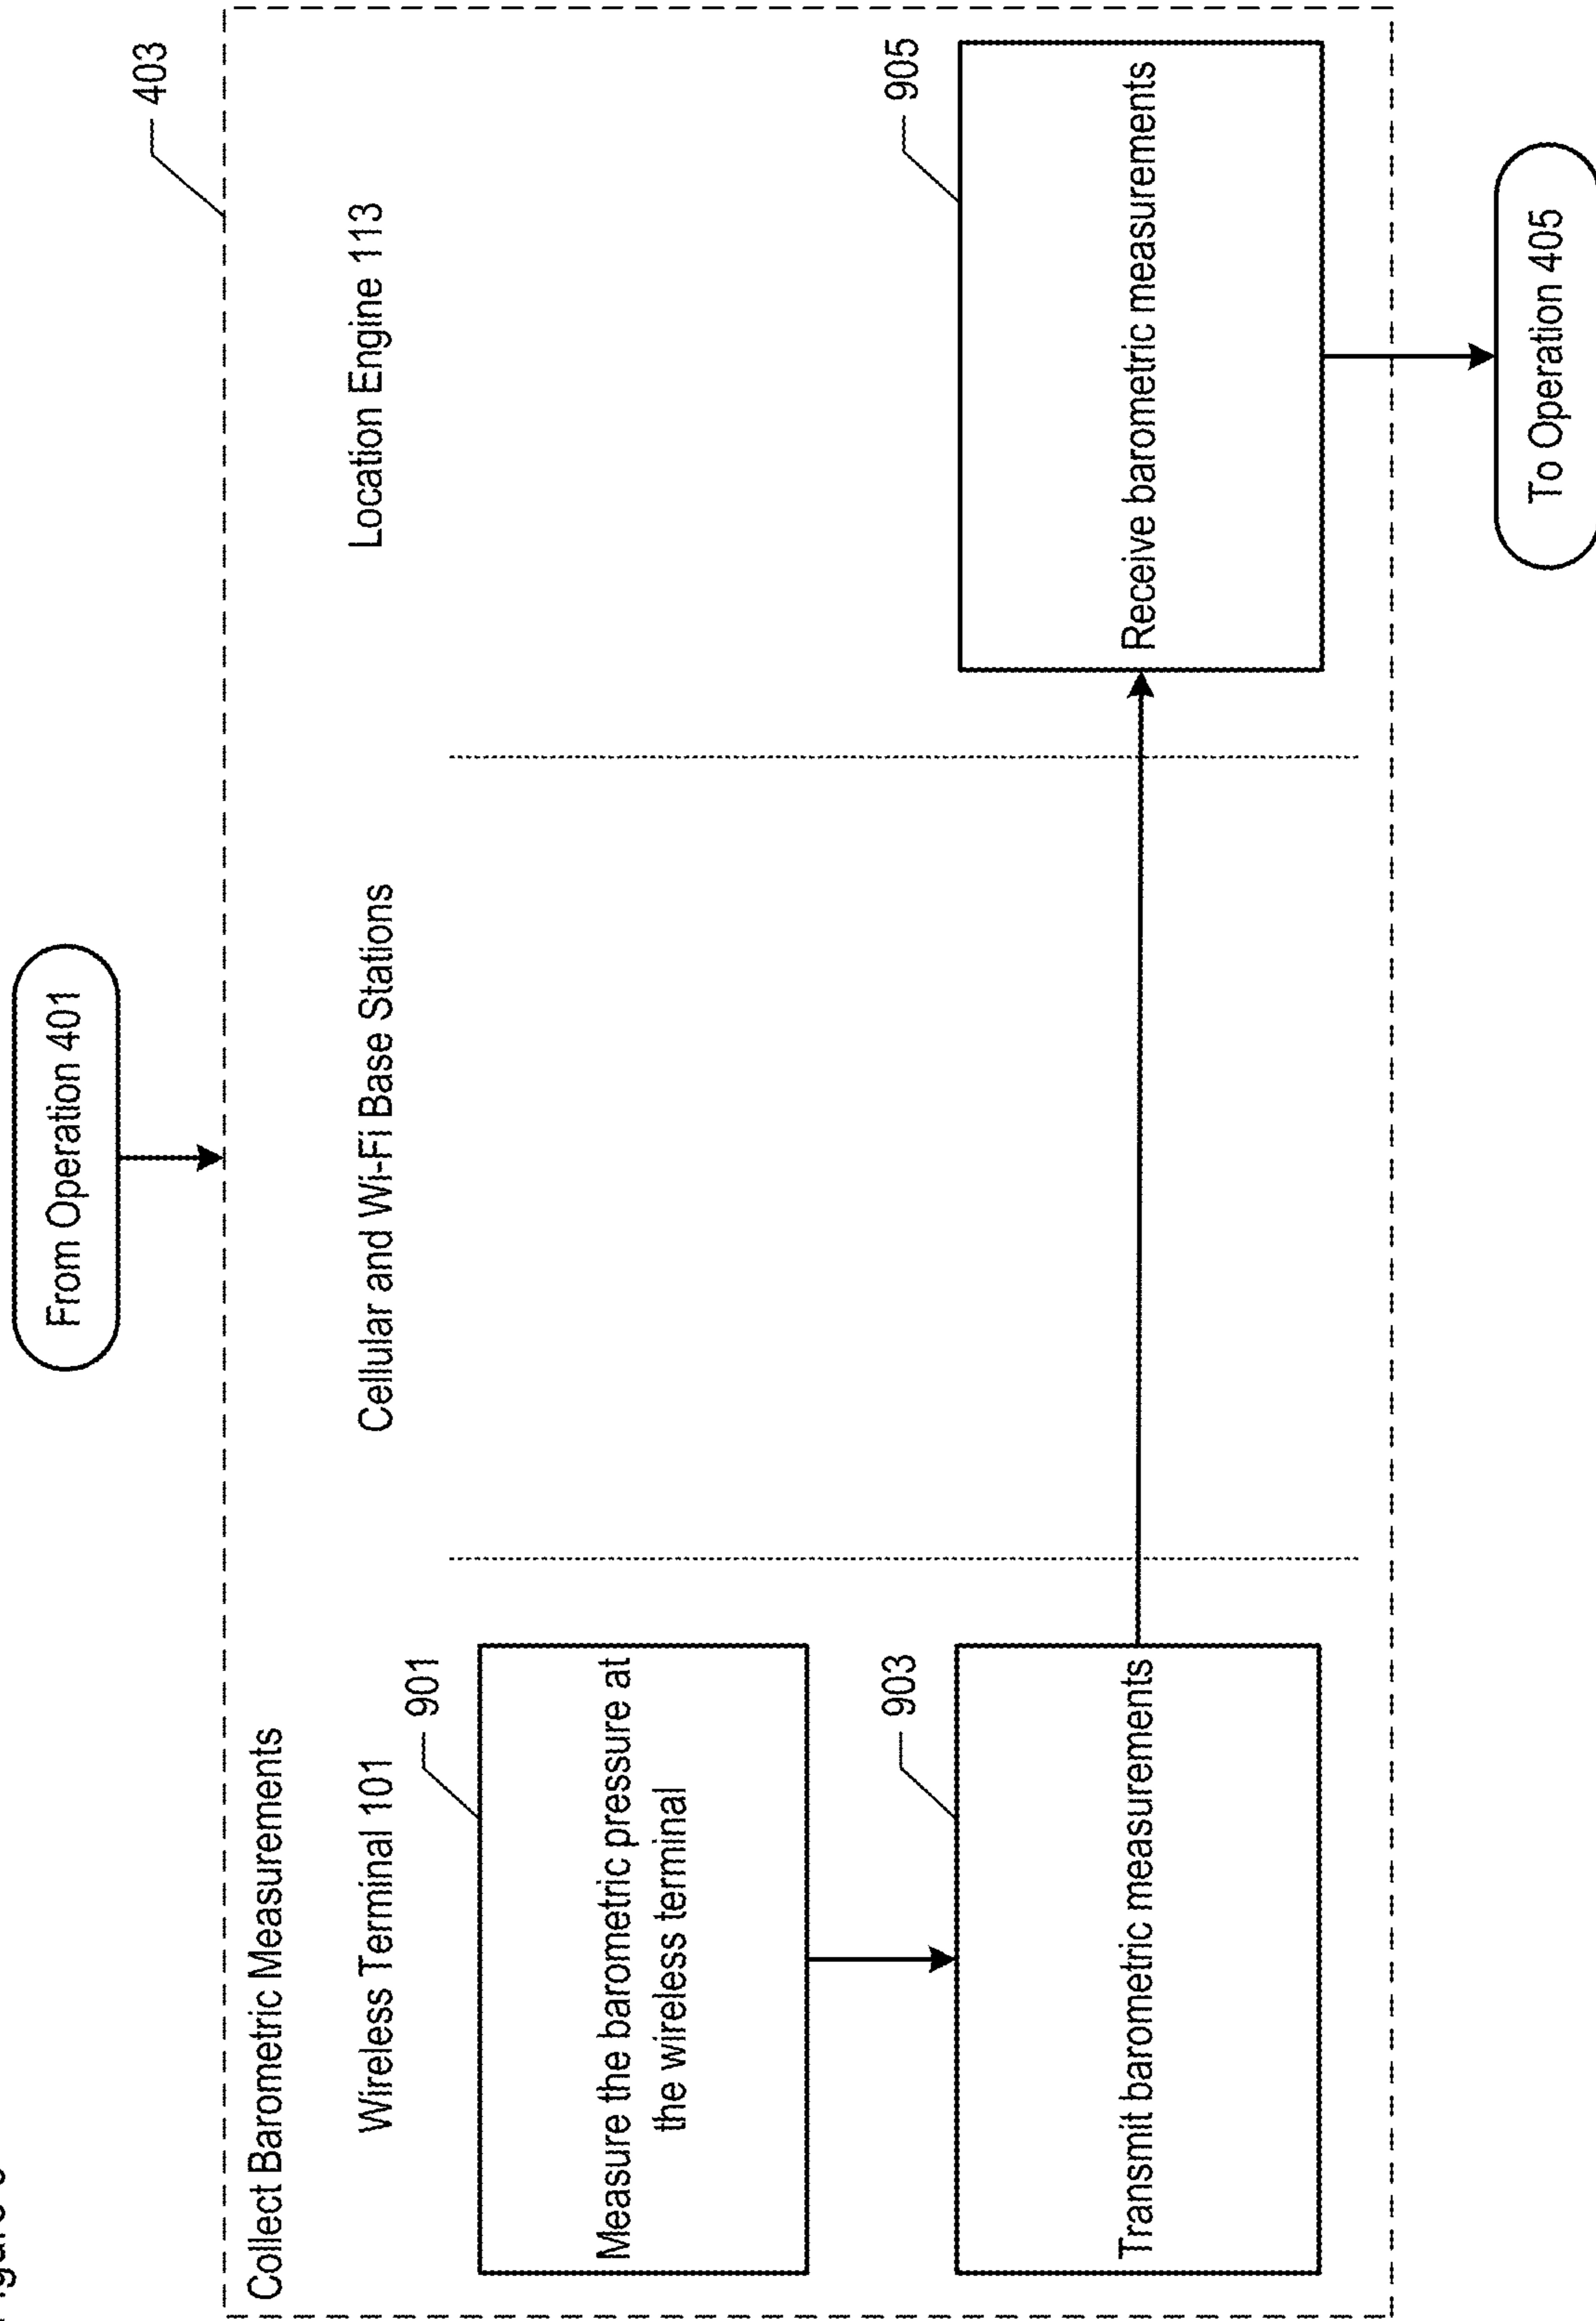 From Operation 401
403
Collect Barometric Measurements
Wireless Terminal 101
Cellular and Wi-Fi Base Stations
Location Engine 113
901
Measure the barometric pressure at
the wireless terminal
903
Transmit barometric measurements
905
Receive barometric measurements
To Operation 405